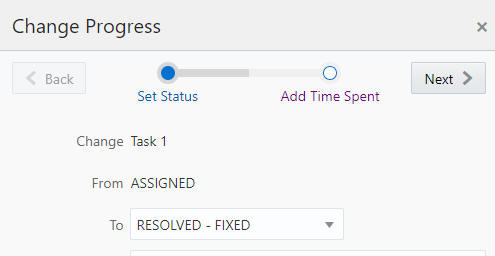 Change Progress
Back
Next
Set Status
Add Time Spent
Change Task 1
From ASSIGNED
To RESOLVED - FIXED